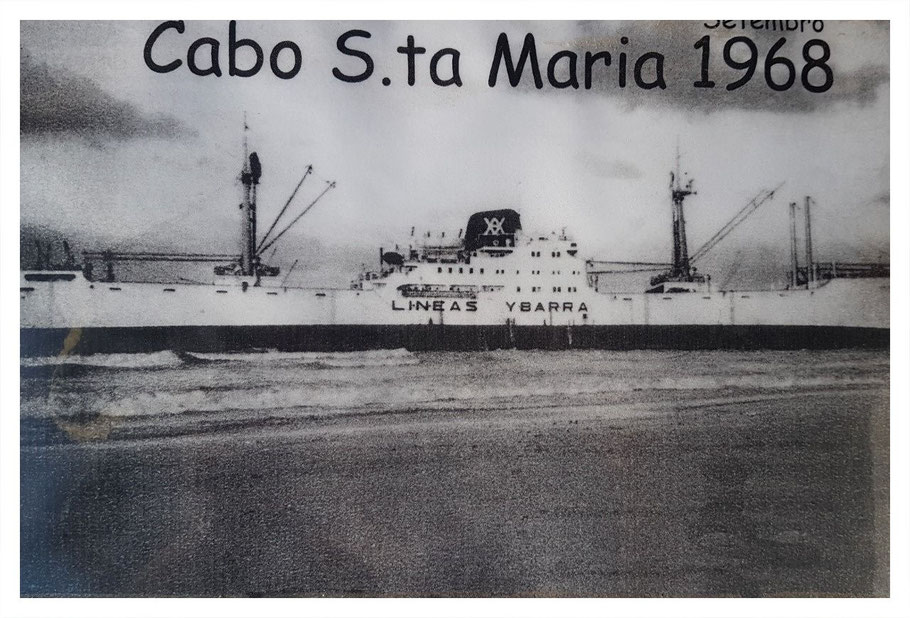 Setembro
Cabo S.ta Maria 1968
LINEAS YBARRA